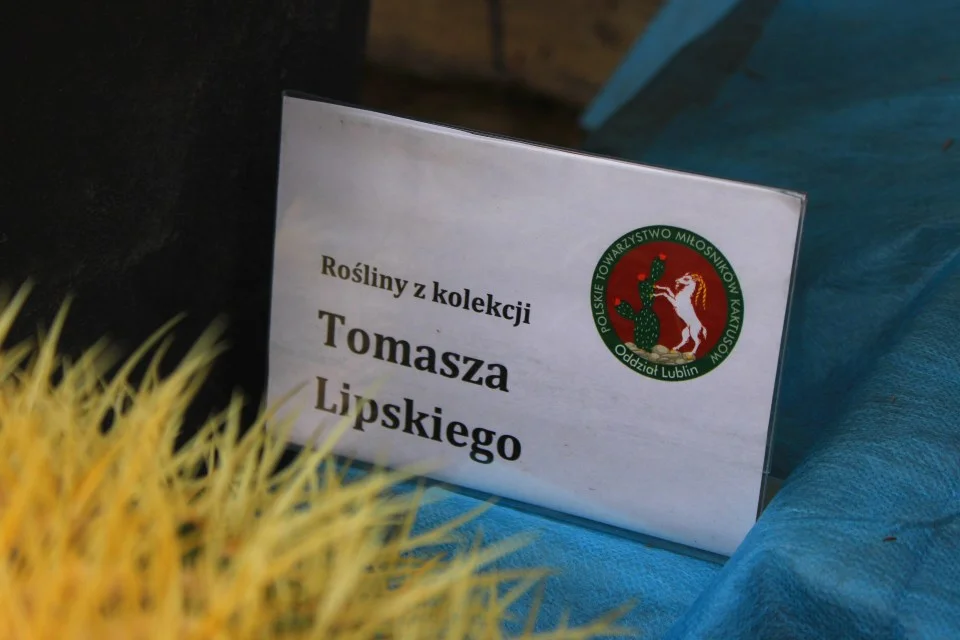 Rośliny z kolekcji
Tomasza
Lipskiego
POLSKIE TOWARZYSTWO MIŁOŚNIKÓW KAKTUSÓW
Oddział Lublin